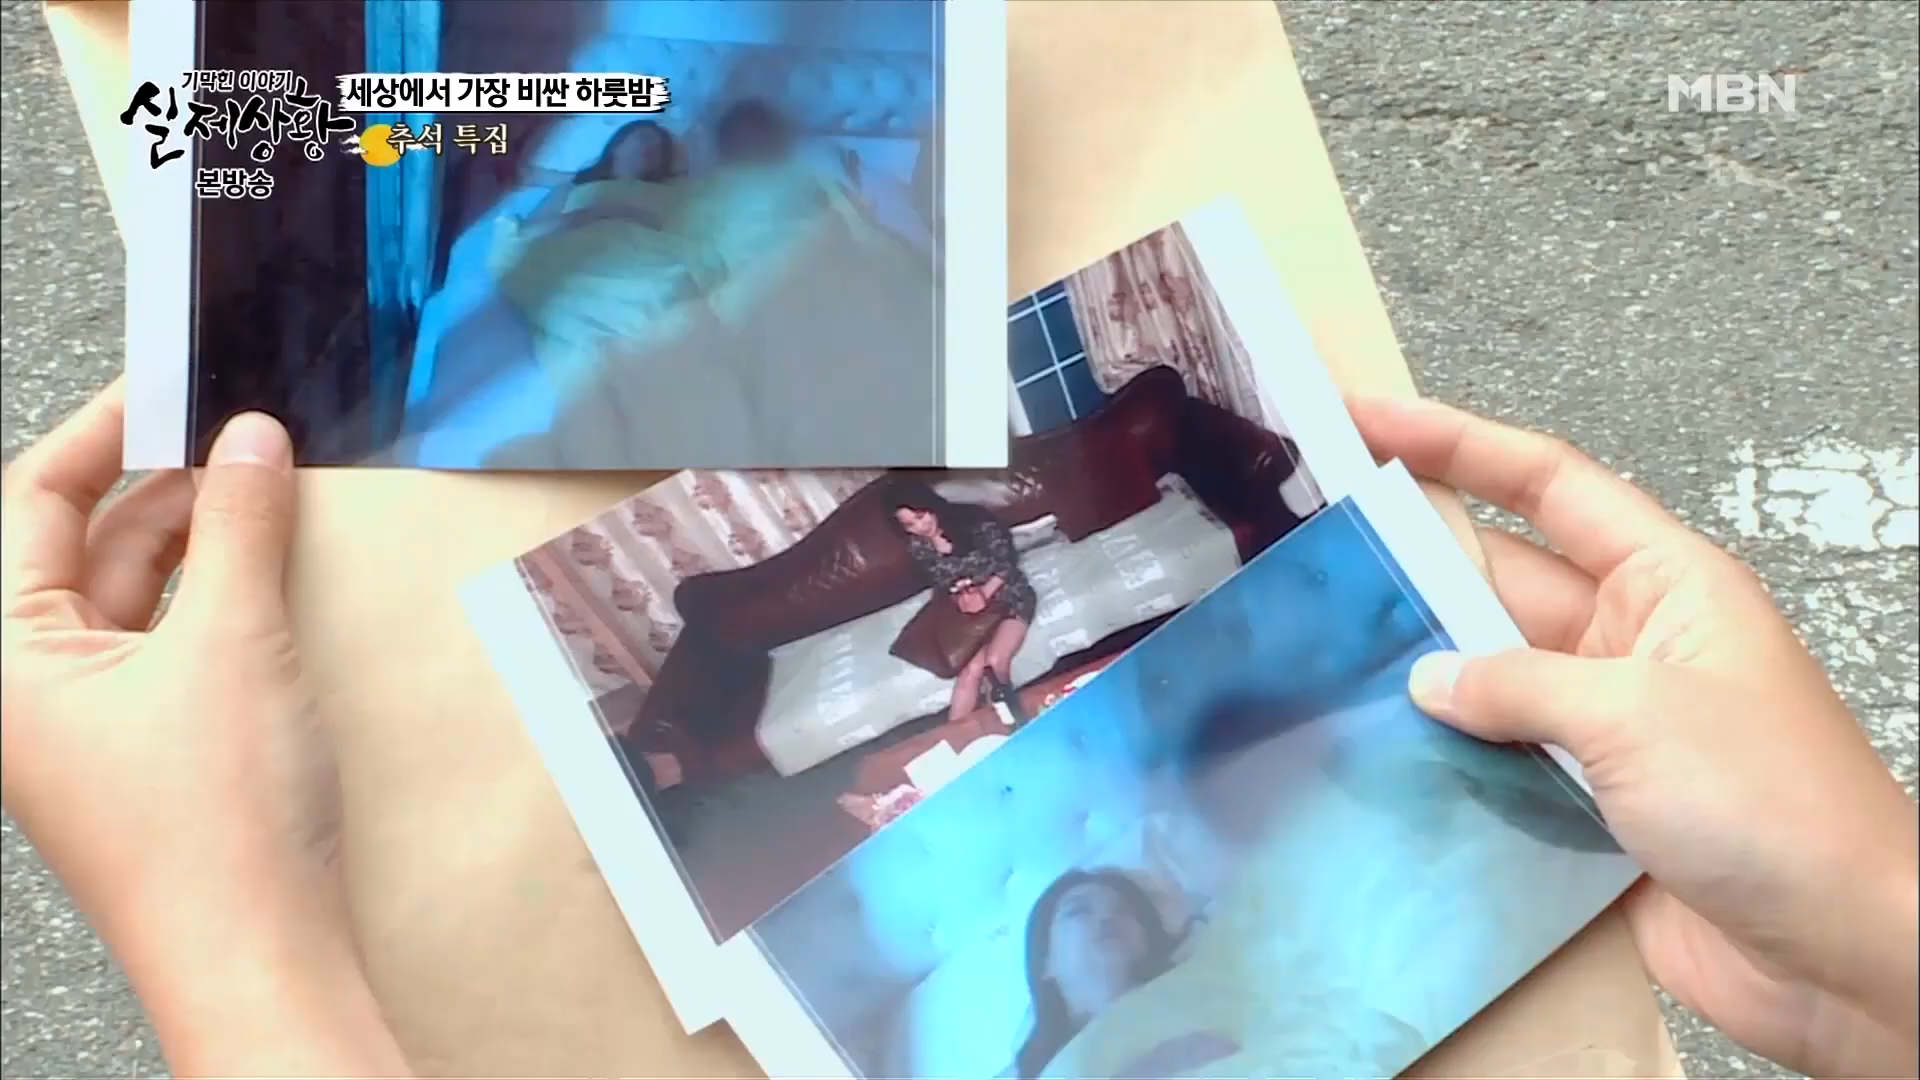 기막힌 이야기
실제상황
본방송
세상에서 가장 비싼 하룻밤
추석 특집
MBN